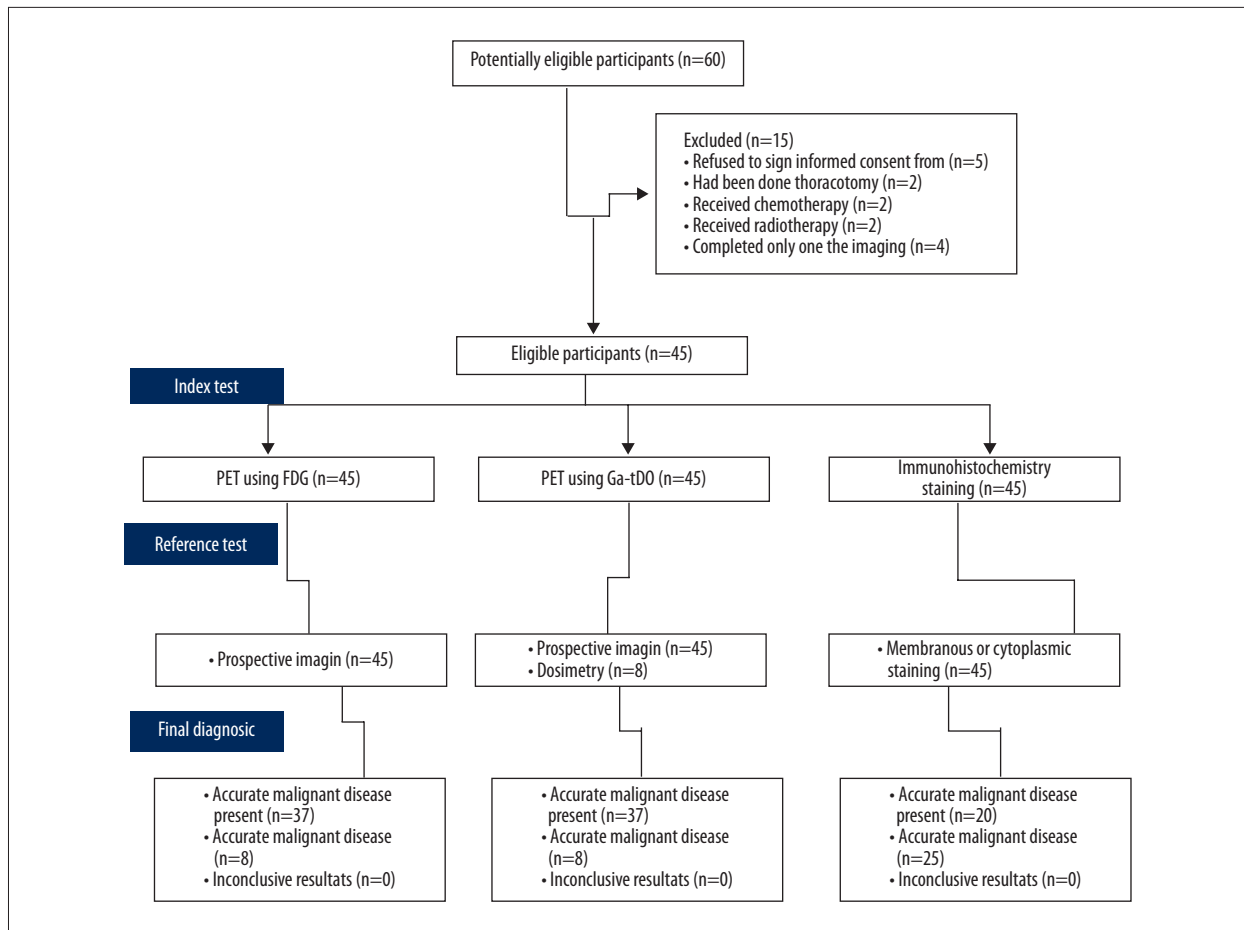 Potentially eligible participants (n=60)
Excluded (n=15)
• Refused to sign informed consent from (n=5)
• Had been done thoracotomy (n=2)
• Received chemotherapy (n=2)
• Received radiotherapy (n=2)
• Completed only one the imaging (n=4)
Eligible participants (n=45)
Index test
PET using FDG (n=45)
PET using Ga-tDO (n=45)
Immunohistochemistry
staining (n=45)
Reference test
• Prospective imagin (n=45)
• Prospective imagin (n=45)
• Dosimetry (n=8)
• Membranous or cytoplasmic
staining (n=45)
Final diagnosic
• Accurate malignant disease
present (n=37)
• Accurate malignant disease
(n=8)
• Inconclusive resultats (n=0)
• Accurate malignant disease
present (n=37)
• Accurate malignant disease
(n=8)
• Inconclusive resultats (n=0)
• Accurate malignant disease
present (n=20)
• Accurate malignant disease
(n=25)
• Inconclusive resultats (n=0)